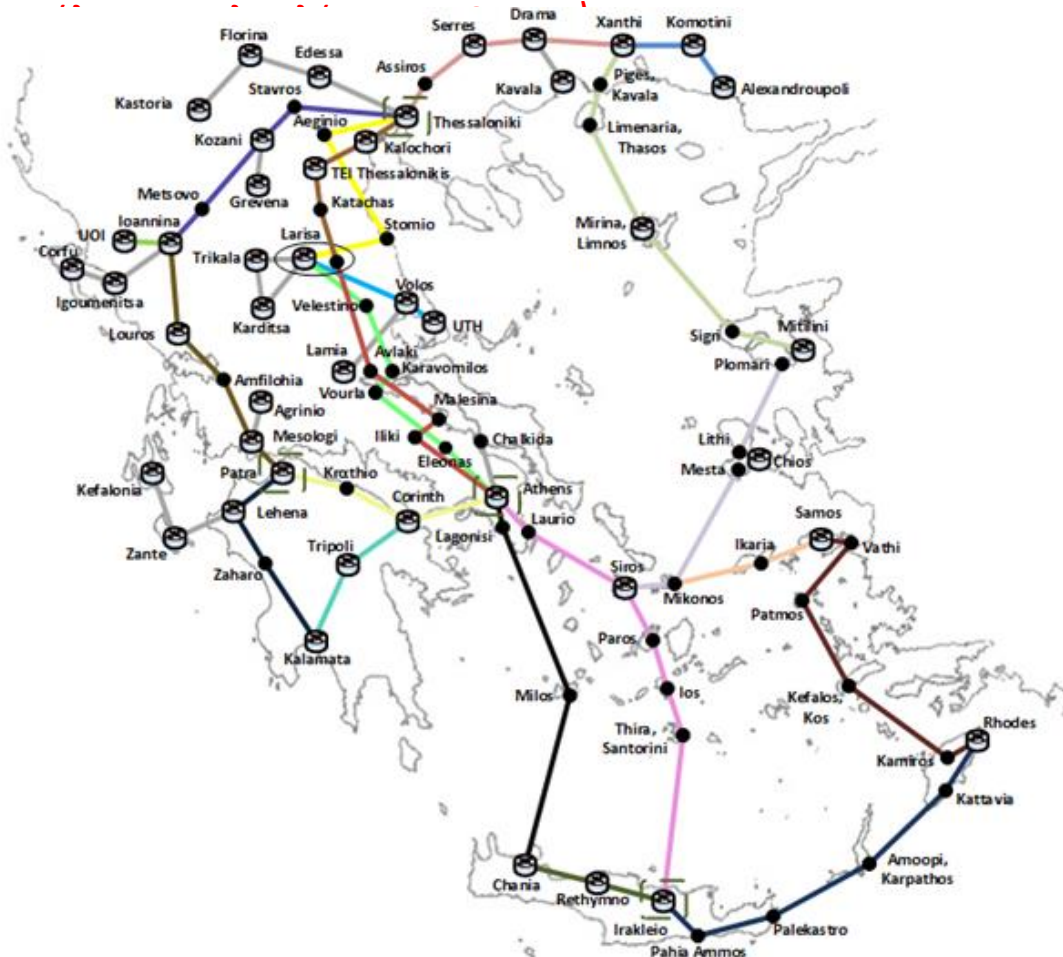 Drama
Xanthi
Komotini
Serres
Florina
Edessa
Assiros
Kavala
Piges,
Kavala
Alexandroupoli
Kastoria
Stavros
Aeginio
Thessaloniki
Limenaria,
Thasos
Kozani
Kalochori
TEI Thessalonikis
Grevena
Metsovo
Katachas
Ioannina
UOI
Corfu
Larisa
Stomio
Mirina,
Limnos
Trikala
Igoumenitsa
Volos
Velestino
Karditsa
UTH
Louros
Signi
Mitilini
Lamia
Avlaki
Karavomilos
Plomari
Amfilohia
Vourla
Agrinio
Malesina
Mesologi
Iliki
Chalkida
Eleonas
Lithi
Mesta
Chios
Patra
Krathio
Kefalonia
Corinth
Athens
Lehena
Lagonisi
Laurio
Samos
Zante
Tripoli
Ikaria
Vathi
Zaharo
Siros
Mikonos
Patmos
Kalamata
Paros
Milos
Ios
Kefalos,
Kos
Thira,
Santorini
Rhodes
Kamiros
Kattavia
Chania
Rethymno
Irakleio
Amoopi,
Karpathos
Palekastro
Pahia Ammos